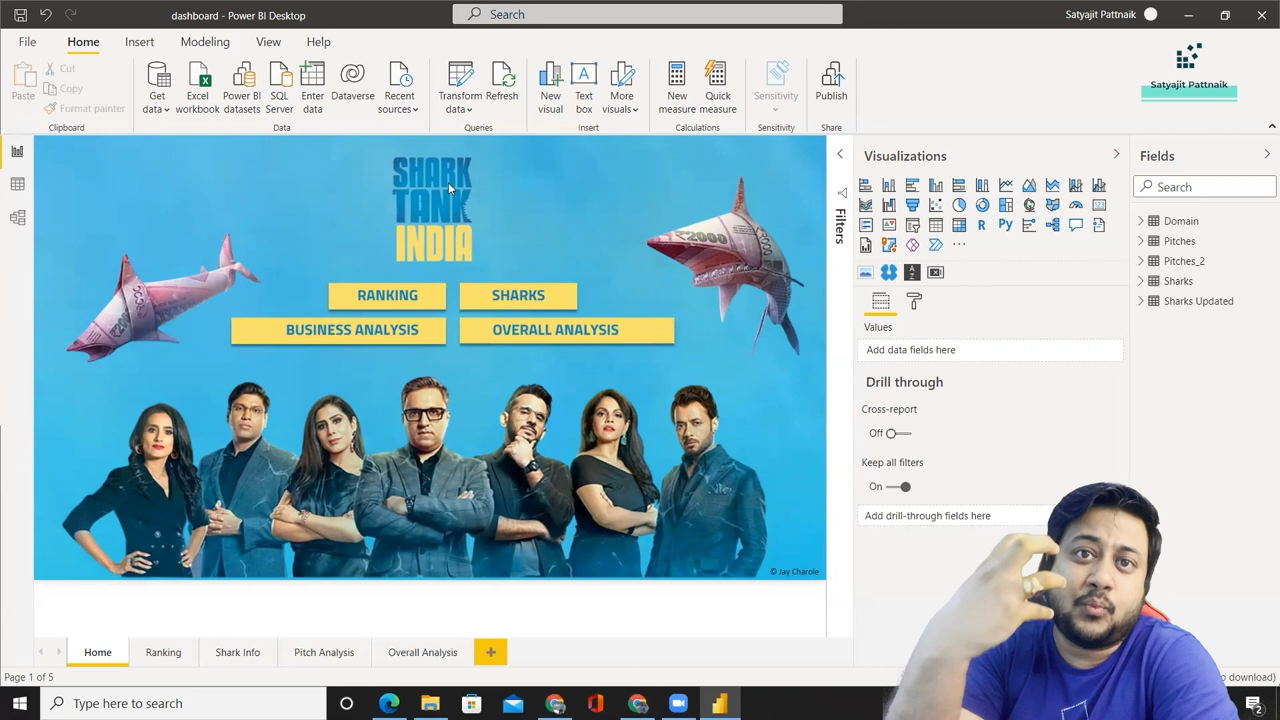 dashboard - Power BI Desktop
Search
Satyajit Pattnaik
File
Home
Insert
Modeling
View
Help
Paste
Cut
Copy
Format painter
Clipboard
Get data
Excel workbook
Power BI datasets
SQL Server
Enter data
Dataverse
Recent sources
Data
Transform data
Refresh
Queries
New visual
Text box
More visuals
Insert
New measure
Quick measure
Calculations
Sensitivity
Sensitivity
Publish
Share
Satyajit Pattnaik
SHARK
TANK
INDIA
₹2000
RANKING
SHARKS
BUSINESS ANALYSIS
OVERALL ANALYSIS
© Jay Charole
Filters
Visualizations
R
Py
Values
Add data fields here
Drill through
Cross-report
Off
Keep all filters
On
Add drill-through fields here
Fields
Search
Domain
Pitches
Pitches_2
Sharks
Sharks Updated
Home
Ranking
Shark Info
Pitch Analysis
Overall Analysis
Page 1 of 5
o download)
Type here to search
2